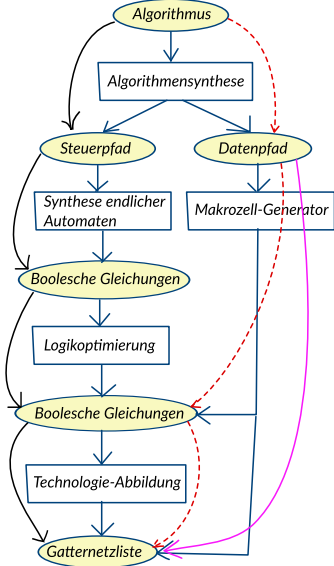 Algorithmus
Algorithmensynthese
Steuerpfad
Datenpfad
Synthese endlicher
Automaten
Makrozell-Generator
Boolesche Gleichungen
Logikoptimierung
Boolesche Gleichungen
Technologie-Abbildung
Gatternetzliste